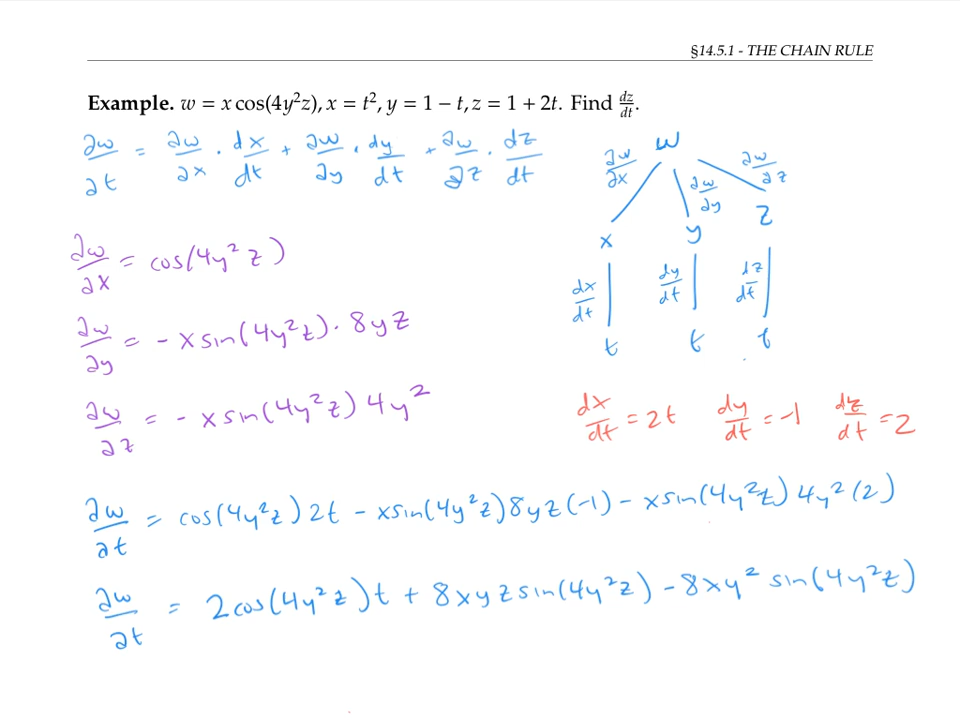 §14.5.1 - THE CHAIN RULE
Example. w = x cos(4y²z), x = t², y = 1 − t, z = 1 + 2t. Find dz/dt.
∂w/∂t = ∂w/∂x · dx/dt + ∂w/∂y · dy/dt + ∂w/∂z · dz/dt
w
∂w/∂x ∂w/∂y ∂w/∂z
x y z
dx/dt dy/dt dz/dt
t t t
∂w/∂x = cos(4y²z)
∂w/∂y = − x sin(4y²z) · 8yz
∂w/∂z = − x sin(4y²z) 4y²
dx/dt = 2t dy/dt = -1 dz/dt = 2
∂w/∂t = cos(4y²z) 2t − x sin(4y²z) 8yz (-1) − x sin(4y²z) 4y² (2)
∂w/∂t = 2 cos(4y²z) t + 8xyz sin(4y²z) − 8xy² sin(4y²z)